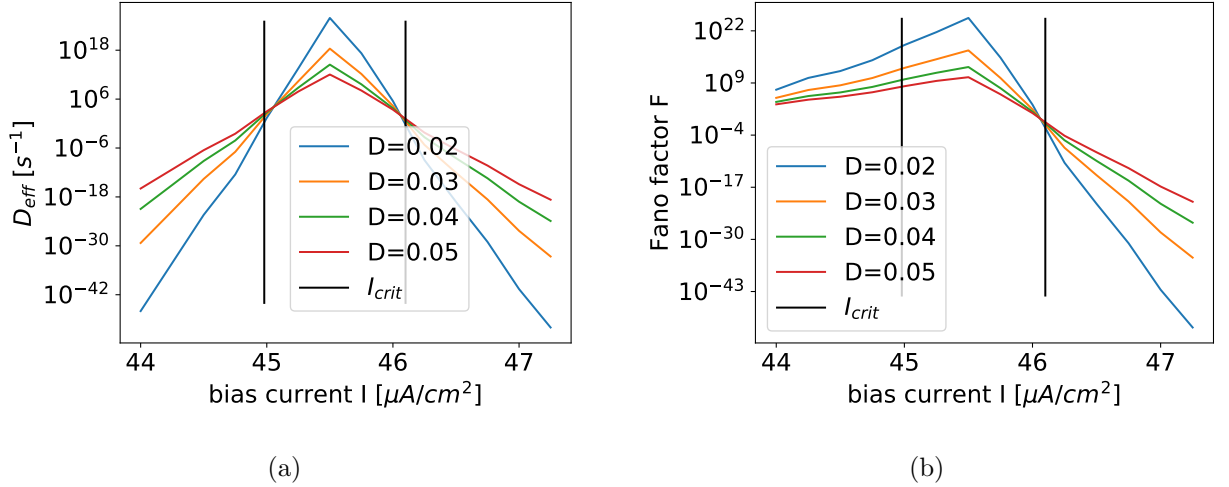 10^18
10^6
10^-6
10^-18
10^-30
10^-42
D_eff [s^-1]
44 45 46 47
bias current I [μA/cm^2]
D=0.02
D=0.03
D=0.04
D=0.05
I_crit
(a)
10^22
10^9
10^-4
10^-17
10^-30
10^-43
Fano factor F
44 45 46 47
bias current I [μA/cm^2]
D=0.02
D=0.03
D=0.04
D=0.05
I_crit
(b)